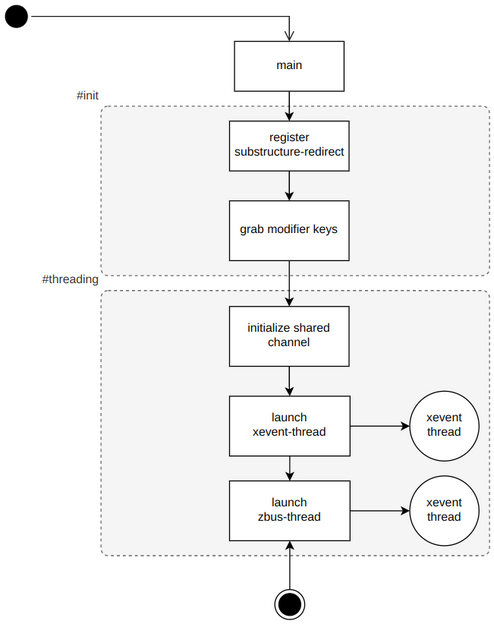 main
#init
register
substructure-redirect
grab modifier keys
#threading
initialize shared
channel
launch
xevent-thread
xevent
thread
launch
zbus-thread
xevent
thread